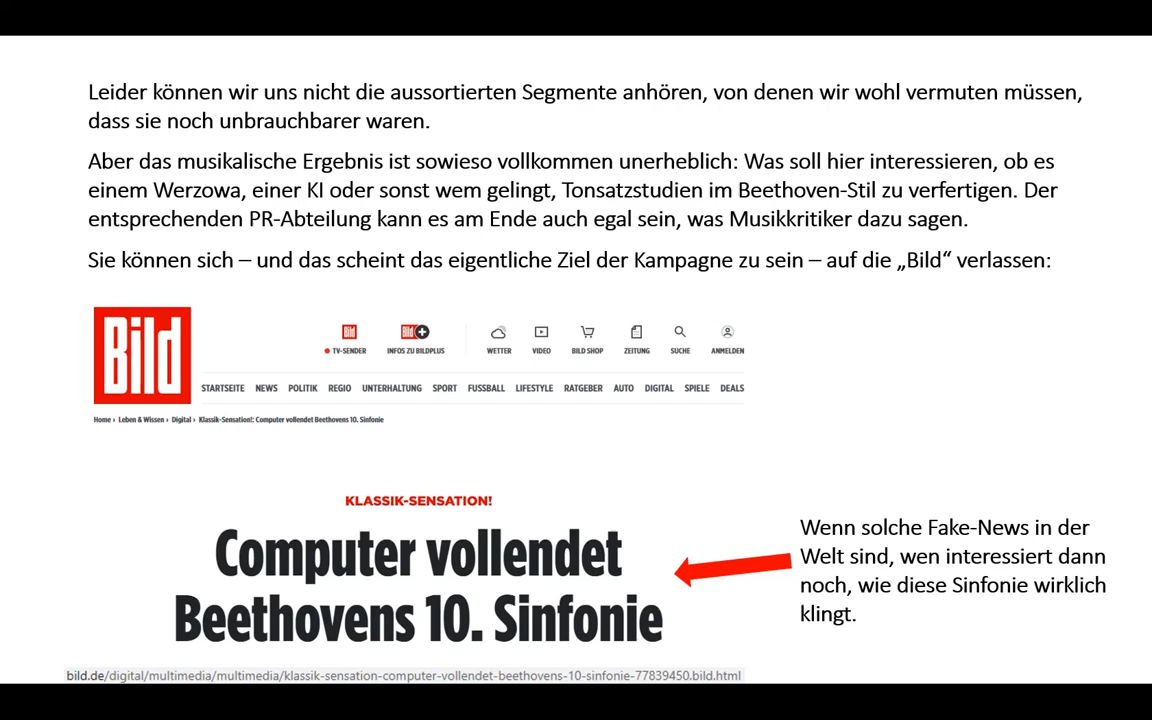 Leider können wir uns nicht die aussortierten Segmente anhören, von denen wir wohl vermuten müssen,
dass sie noch unbrauchbarer waren.
Aber das musikalische Ergebnis ist sowieso vollkommen unerheblich: Was soll hier interessieren, ob es
einem Werzowa, einer KI oder sonst wem gelingt, Tonsatzstudien im Beethoven-Stil zu verfertigen. Der
entsprechenden PR-Abteilung kann es am Ende auch egal sein, was Musikkritiker dazu sagen.
Sie können sich – und das scheint das eigentliche Ziel der Kampagne zu sein – auf die „Bild“ verlassen:
Bild
Bild Bild+
TV-SENDER INFOS ZU BILDPLUS WETTER VIDEO BILD SHOP ZEITUNG SUCHE ANMELDEN
STARTSEITE NEWS POLITIK REGIO UNTERHALTUNG SPORT FUSSBALL LIFESTYLE RATGEBER AUTO DIGITAL SPIELE DEALS
Home › Leben & Wissen › Digital › Klassik-Sensation!: Computer vollendet Beethovens 10. Sinfonie
KLASSIK-SENSATION!
Computer vollendet
Beethovens 10. Sinfonie
Wenn solche Fake-News in der
Welt sind, wen interessiert dann
noch, wie diese Sinfonie wirklich
klingt.
bild.de/digital/multimedia/multimedia/klassik-sensation-computer-vollendet-beethovens-10-sinfonie-77839450.bild.html